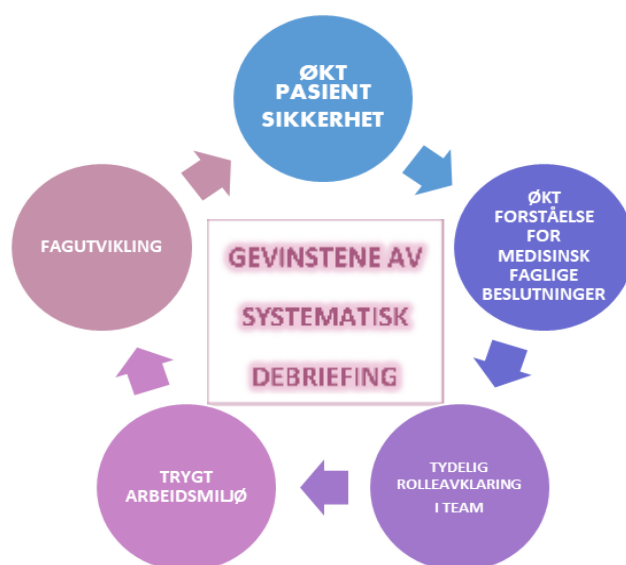 ØKT
PASIENT
SIKKERHET
ØKT
FORSTÅELSE
FOR
MEDISINSK
FAGLIGE
BESLUTNINGER
TYDELIG
ROLLEAVKLARING
I TEAM
TRYGT
ARBEIDSMILJØ
FAGUTVIKLING
GEVINSTENE AV
SYSTEMATISK
DEBRIEFING